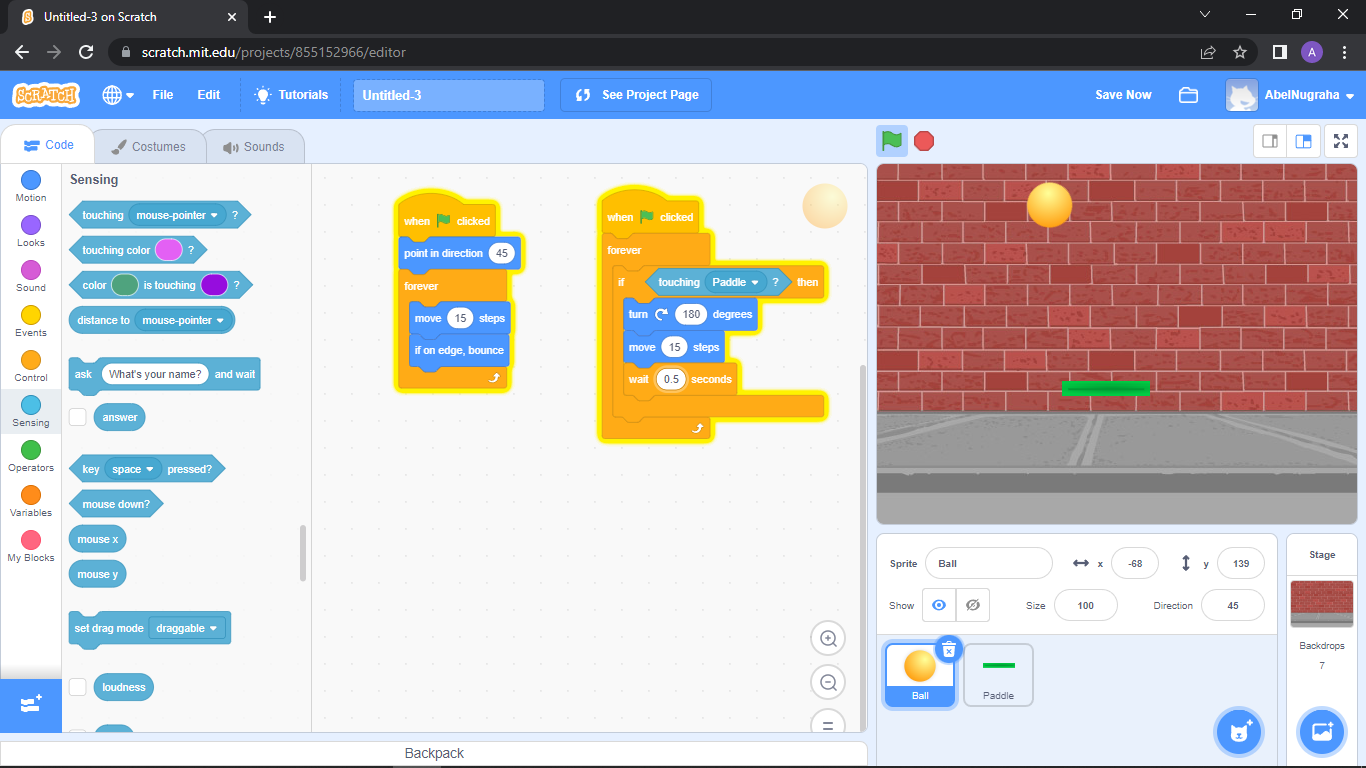 Untitled-3 on Scratch
scratch.mit.edu/projects/855152966/editor
A
SCRATCH
File
Edit
Tutorials
Untitled-3
See Project Page
Save Now
AbelNugraha
Code
Costumes
Sounds
Motion
Looks
Sound
Events
Control
Sensing
Operators
Variables
My Blocks
Sensing
touching mouse-pointer ?
touching color ?
color is touching ?
distance to mouse-pointer
ask What's your name? and wait
answer
key space pressed?
mouse down?
mouse x
mouse y
set drag mode draggable
loudness
when clicked
point in direction 45
forever
move 15 steps
if on edge, bounce
when clicked
forever
if touching Paddle ? then
turn 180 degrees
move 15 steps
wait 0.5 seconds
Backpack
Sprite Ball x -68 y 139
Show Size 100 Direction 45
Ball
Paddle
Stage
Backdrops
7